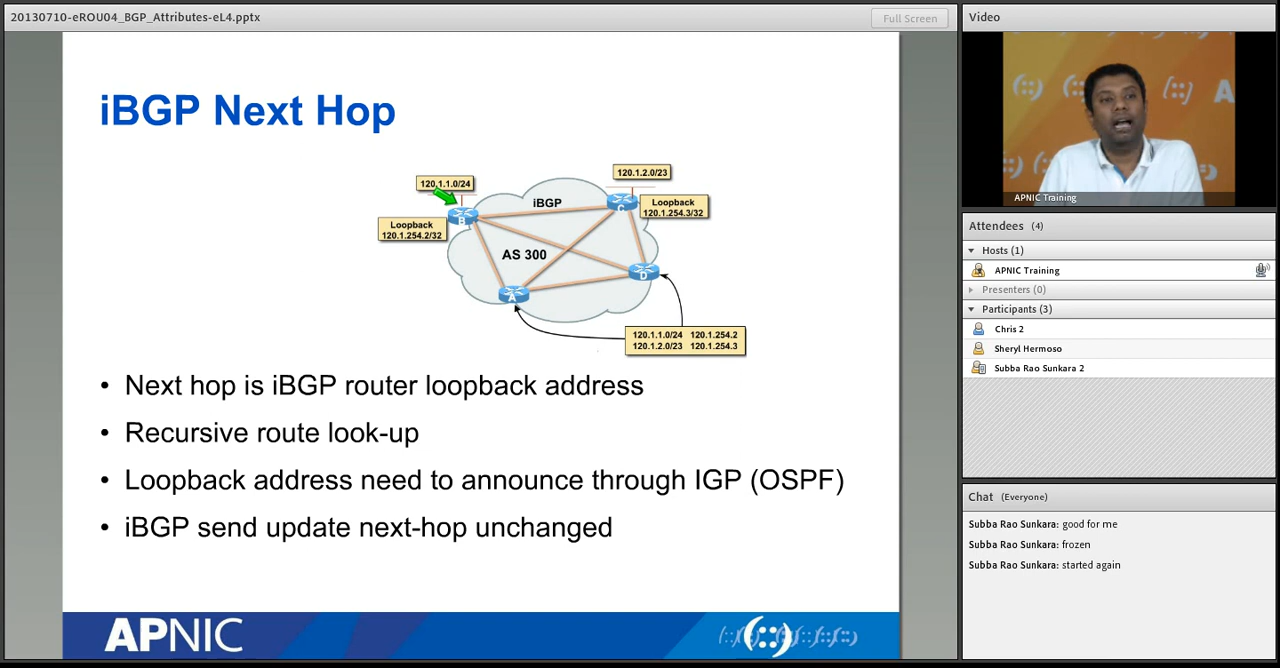 20130710-eROU04_BGP_Attributes-eL4.pptx
Full Screen
iBGP Next Hop
120.1.1.0/24
120.1.2.0/23
iBGP
B
C
Loopback
120.1.254.3/32
Loopback
120.1.254.2/32
AS 300
D
A
120.1.1.0/24 120.1.254.2
120.1.2.0/23 120.1.254.3
• Next hop is iBGP router loopback address
• Recursive route look-up
• Loopback address need to announce through IGP (OSPF)
• iBGP send update next-hop unchanged
APNIC
(::)
Video
(::)
A
APNIC Training
Attendees (4)
Hosts (1)
APNIC Training
Presenters (0)
Participants (3)
Chris 2
Sheryl Hermoso
Subba Rao Sunkara 2
Chat (Everyone)
Subba Rao Sunkara: good for me
Subba Rao Sunkara: frozen
Subba Rao Sunkara: started again